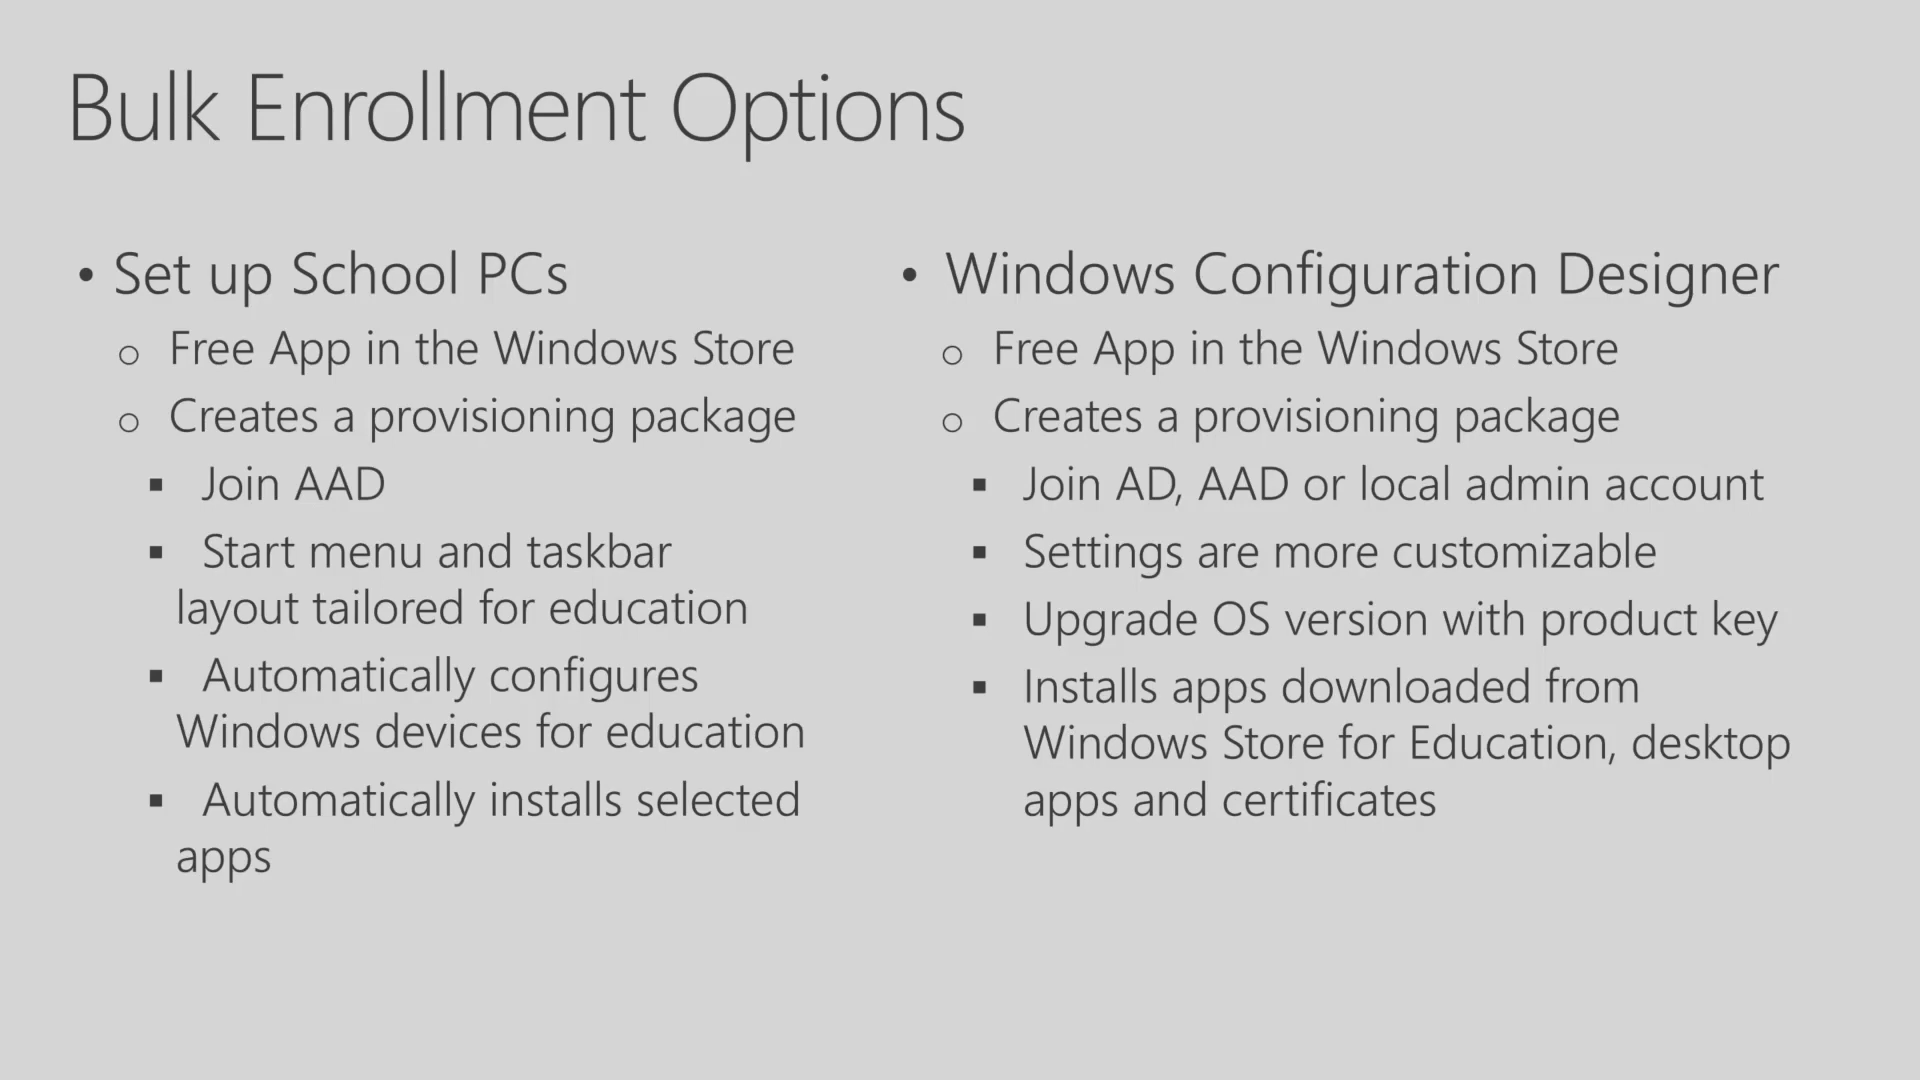 Bulk Enrollment Options
• Set up School PCs
o Free App in the Windows Store
o Creates a provisioning package
▪ Join AAD
▪ Start menu and taskbar
layout tailored for education
▪ Automatically configures
Windows devices for education
▪ Automatically installs selected
apps
• Windows Configuration Designer
o Free App in the Windows Store
o Creates a provisioning package
▪ Join AD, AAD or local admin account
▪ Settings are more customizable
▪ Upgrade OS version with product key
▪ Installs apps downloaded from
Windows Store for Education, desktop
apps and certificates